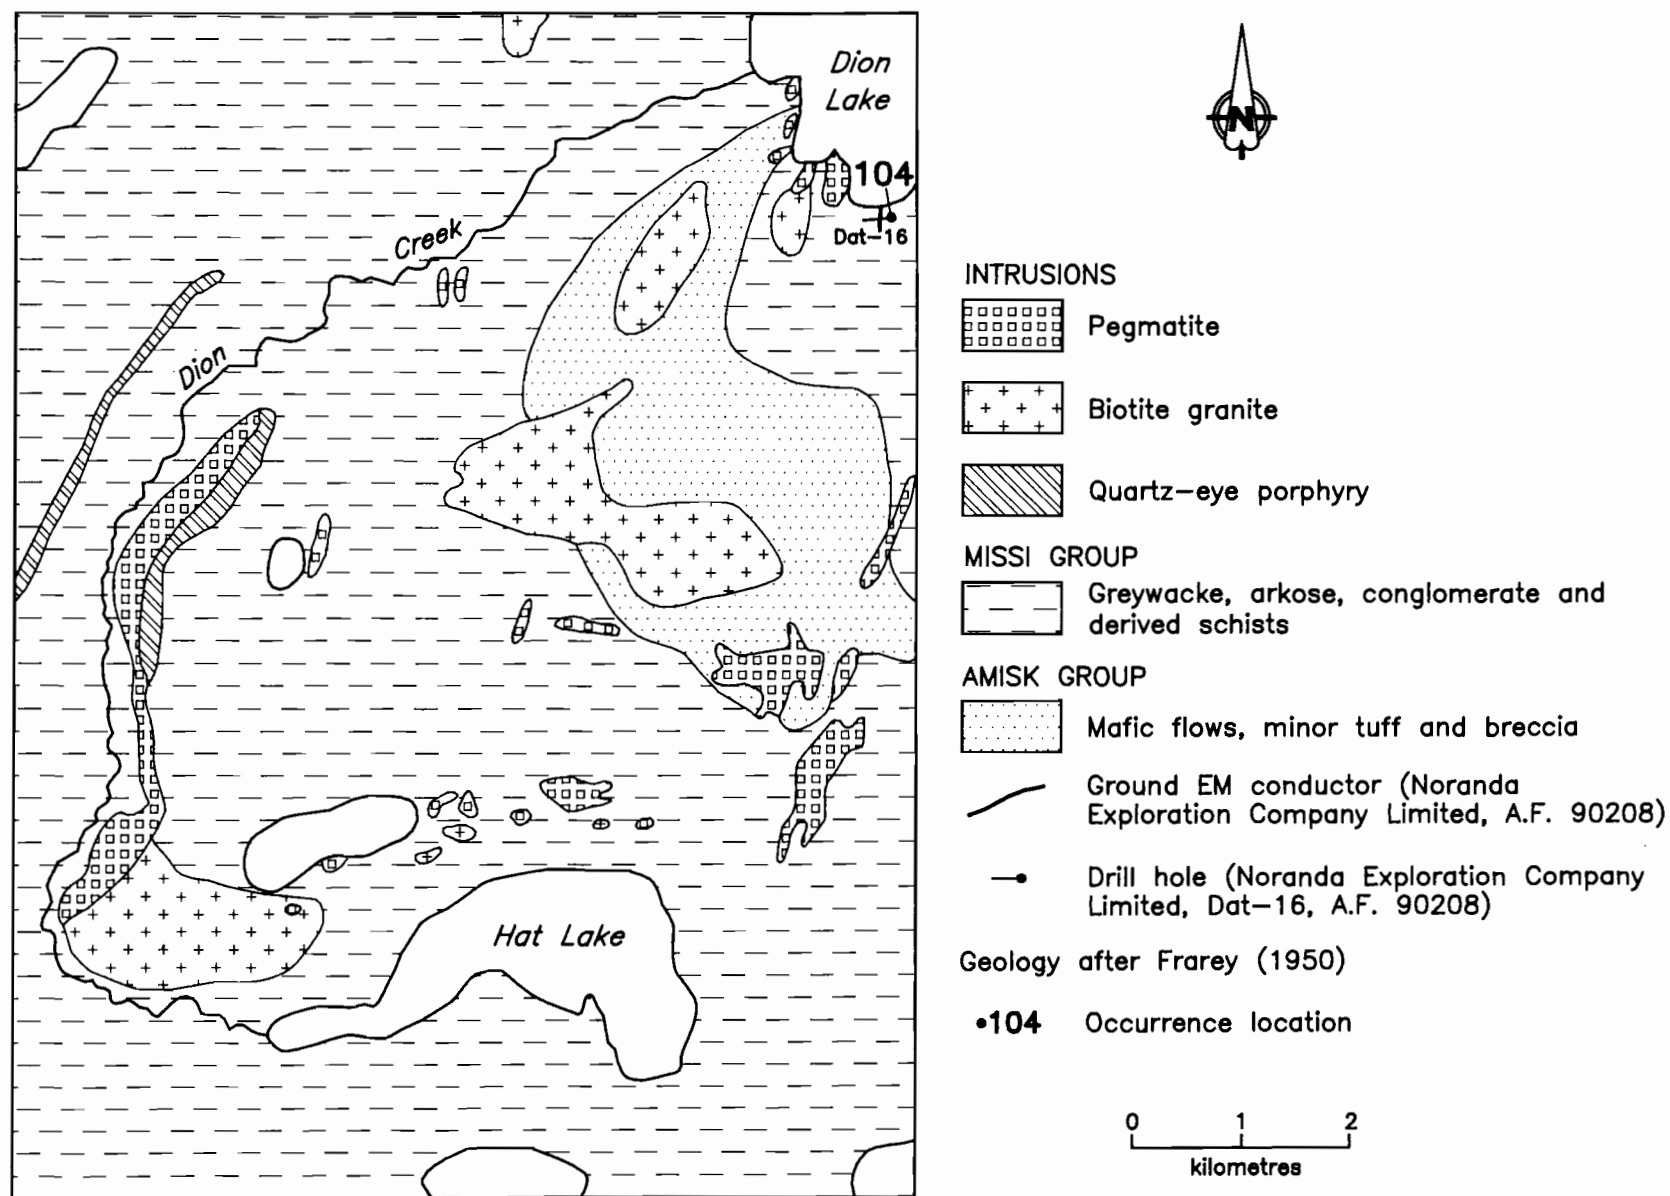 Dion
Lake
104
Dat-16
Creek
Dion
Hat Lake
N
INTRUSIONS
Pegmatite
Biotite granite
Quartz-eye porphyry
MISSI GROUP
Greywacke, arkose, conglomerate and
derived schists
AMISK GROUP
Mafic flows, minor tuff and breccia
Ground EM conductor (Noranda
Exploration Company Limited, A.F. 90208)
Drill hole (Noranda Exploration Company
Limited, Dat-16, A.F. 90208)
Geology after Frarey (1950)
•104 Occurrence location
0 1 2
kilometres